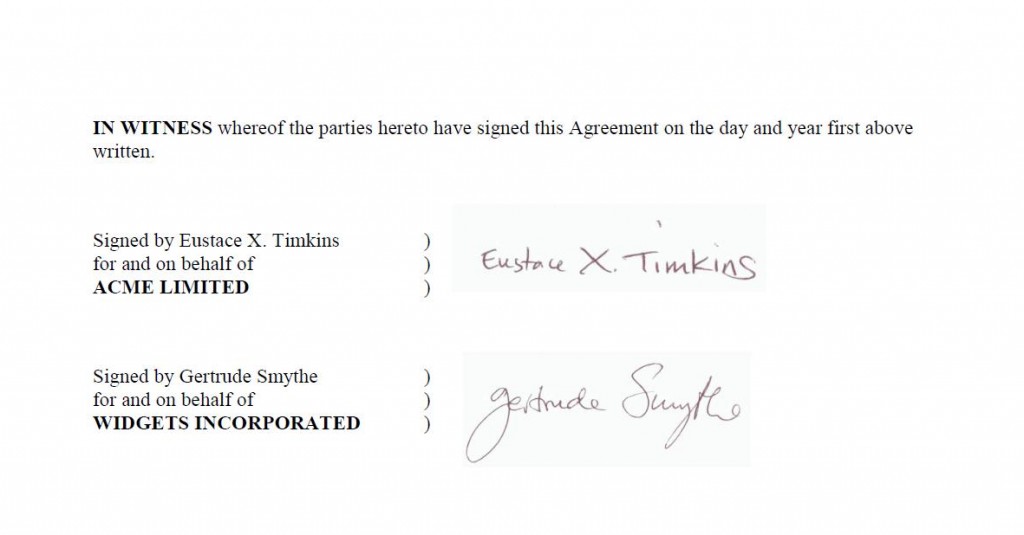 IN WITNESS whereof the parties hereto have signed this Agreement on the day and year first above
written.
Signed by Eustace X. Timkins )
for and on behalf of )
ACME LIMITED )
Eustace X. Timkins
Signed by Gertrude Smythe )
for and on behalf of )
WIDGETS INCORPORATED )
gertrude Smythe